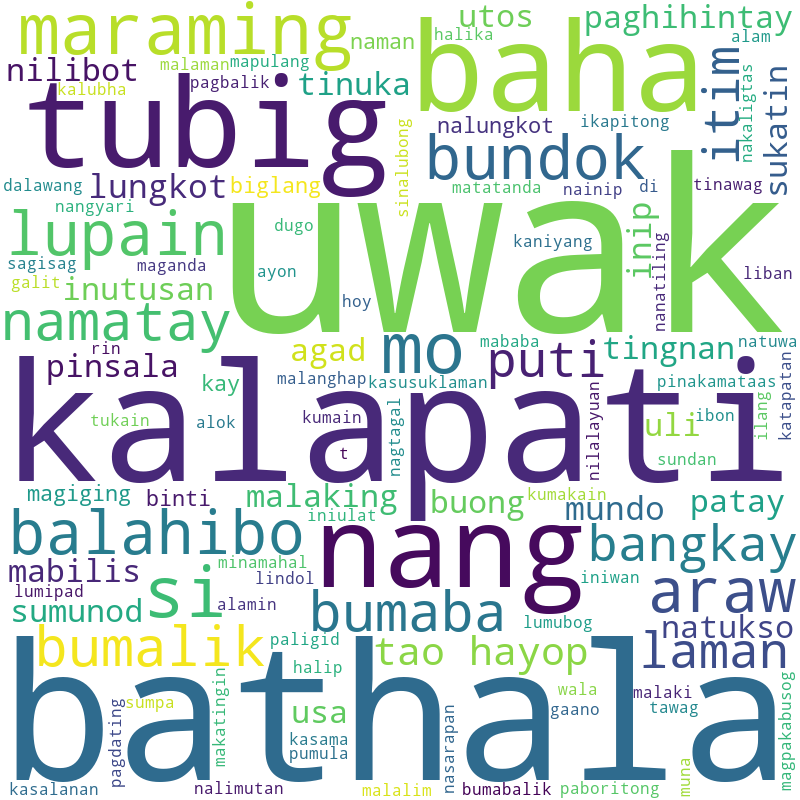 maraming
naman
halika
utos
paghihintay
alam
nilibot
malaman
mapulang
kalubha
pagbalik
tinuka
baha
itim
nakaligtas
sukatin
tubig
nalungkot
ikapitong
bundok
dalawang
lungkot
biglang
sinalubong
matatanda
nainip
di
tinawag
nangyari
lupain
dugo
uwak
kaniyang
inip
nanatiling
sagisag
maganda
ayon
liban
galit
inutusan
hoy
namatay
mo
mababa
tingnan
natuwa
rin
agad
puti
pinsala
malanghap
kasusuklaman
pinakamataas
kay
kalapati
nilalayuan
ilang
katapatan
tukain
alok
kumain
ibon
uli
t
nagtagal
sundan
magiging
binti
malaking
buong
kumakain
mundo
patay
balahibo
iniulat
nang
bangkay
minamahal
mabilis
lindol
iniwan
si
araw
lumipad
sumunod
alamin
bumaba
lumubog
natukso
bumalik
paligid
tao hayop
laman
halip
bathala
makatingin
pagdating
sumpa
usa
wala
malaki
gaano
tawag
magpakabusog
kasama
pumula
nasarapan
muna
kasalanan
nalimutan
malalim
bumabalik
paboritong